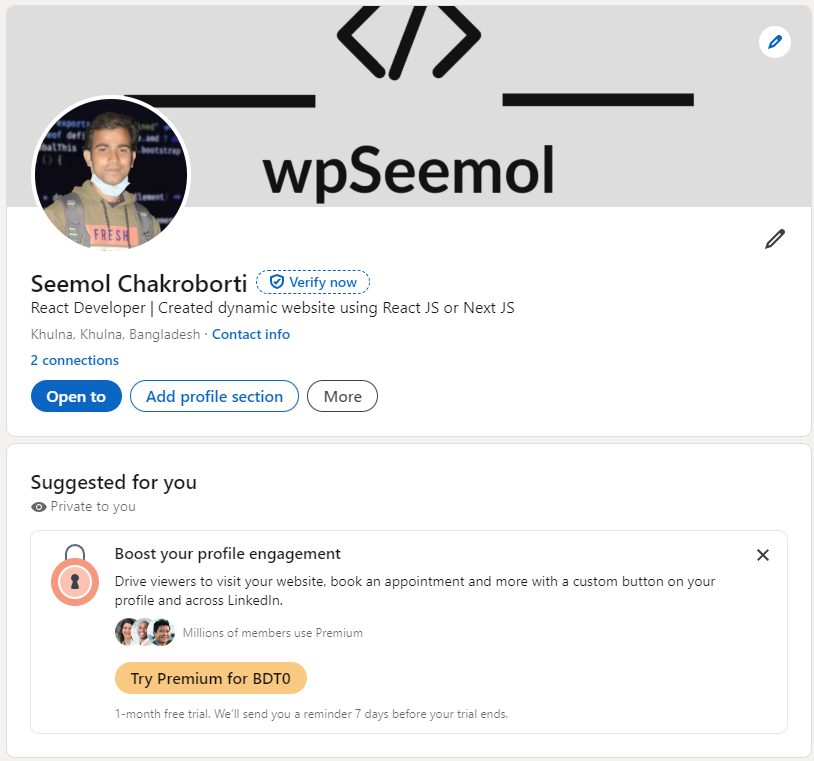 </>
wpSeemol
FRESH
Seemol Chakroborti Verify now
React Developer | Created dynamic website using React JS or Next JS
Khulna, Khulna, Bangladesh · Contact info
2 connections
Open to Add profile section More
Suggested for you
Private to you
Boost your profile engagement
Drive viewers to visit your website, book an appointment and more with a custom button on your
profile and across LinkedIn.
Millions of members use Premium
Try Premium for BDT0
1-month free trial. We'll send you a reminder 7 days before your trial ends.